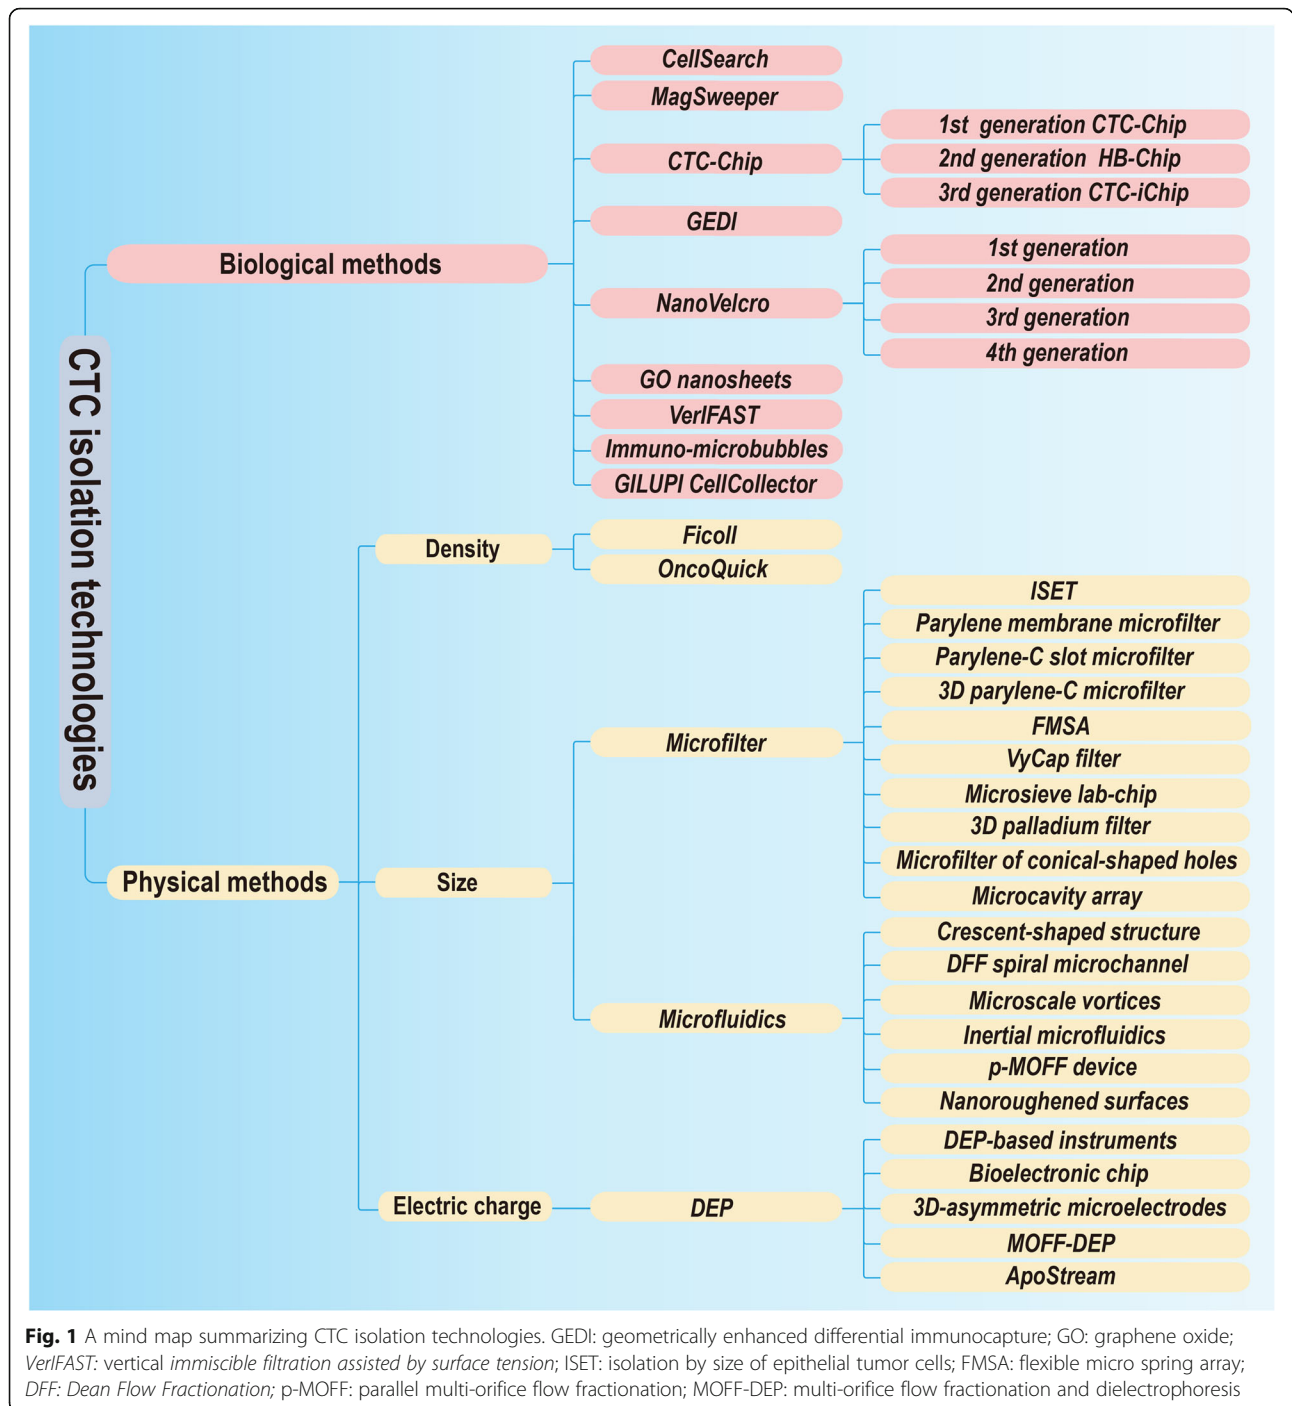 CTC isolation technologies
Biological methods
CellSearch
MagSweeper
CTC-Chip
1st generation CTC-Chip
2nd generation HB-Chip
3rd generation CTC-iChip
GEDI
NanoVelcro
1st generation
2nd generation
3rd generation
4th generation
GO nanosheets
VerIFAST
Immuno-microbubbles
GILUPI CellCollector
Physical methods
Density
Ficoll
OncoQuick
Size
Microfilter
ISET
Parylene membrane microfilter
Parylene-C slot microfilter
3D parylene-C microfilter
FMSA
VyCap filter
Microsieve lab-chip
3D palladium filter
Microfilter of conical-shaped holes
Microcavity array
Microfluidics
Crescent-shaped structure
DFF spiral microchannel
Microscale vortices
Inertial microfluidics
p-MOFF device
Nanoroughened surfaces
Electric charge
DEP
DEP-based instruments
Bioelectronic chip
3D-asymmetric microelectrodes
MOFF-DEP
ApoStream
Fig. 1 A mind map summarizing CTC isolation technologies. GEDI: geometrically enhanced differential immunocapture; GO: graphene oxide;
VerIFAST: vertical immiscible filtration assisted by surface tension; ISET: isolation by size of epithelial tumor cells; FMSA: flexible micro spring array;
DFF: Dean Flow Fractionation; p-MOFF: parallel multi-orifice flow fractionation; MOFF-DEP: multi-orifice flow fractionation and dielectrophoresis